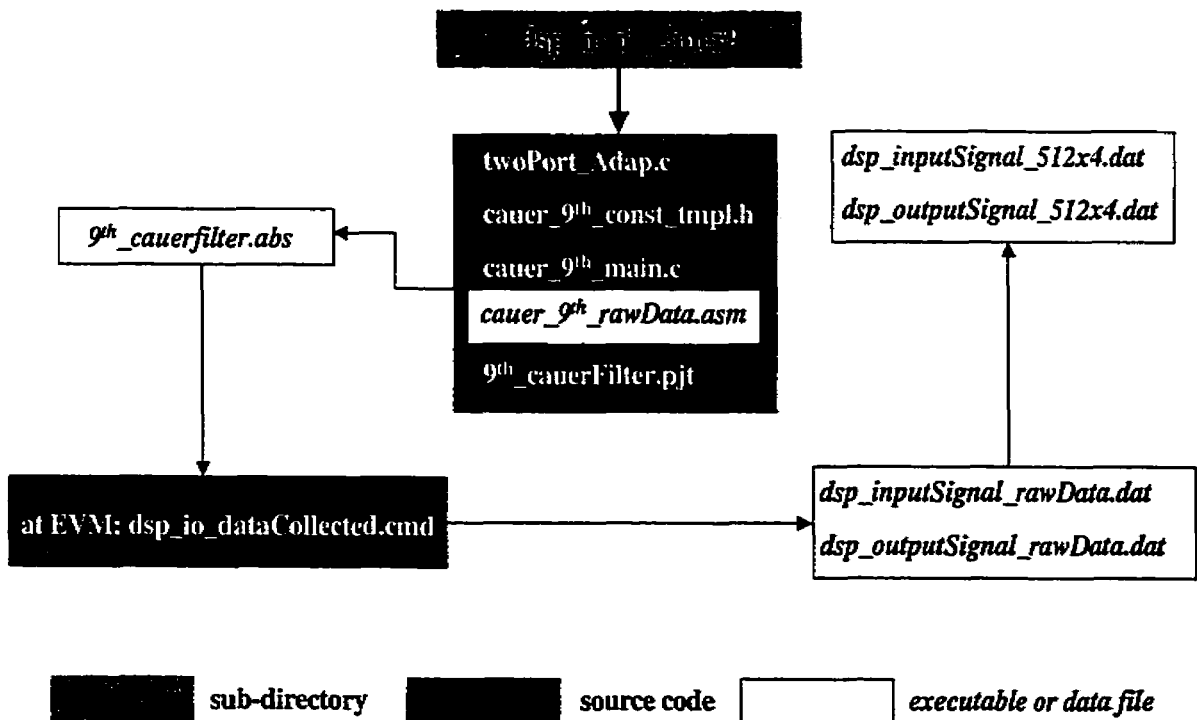 twoPort_Adap.c
cauer_9th_const_tmpl.h
cauer_9th_main.c
cauer_9th_rawData.asm
9th_cauerFilter.pjt
9th_cauerfilter.abs
dsp_inputSignal_512x4.dat
dsp_outputSignal_512x4.dat
at EVM: dsp_io_dataCollected.cmd
dsp_inputSignal_rawData.dat
dsp_outputSignal_rawData.dat
sub-directory
source code
executable or data file